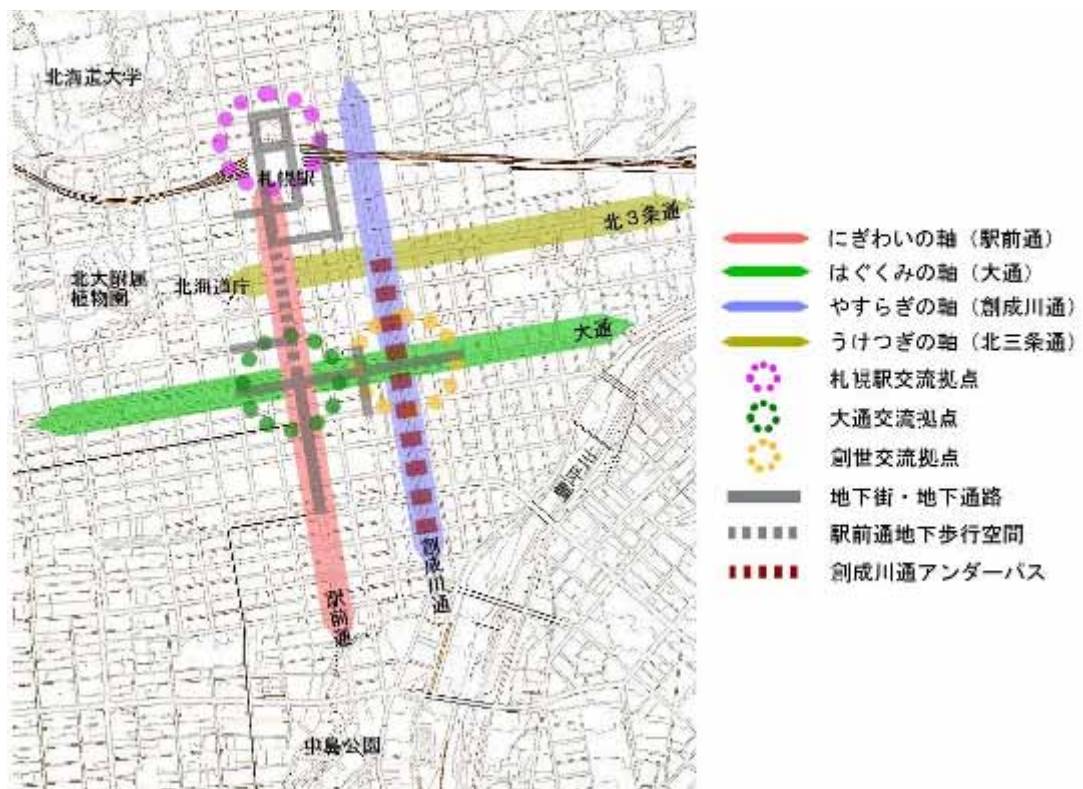 北海道大学
札幌駅
北3条通
北大附属
植物園
北海道庁
大通
豊平川
創成川通
駅前通
中島公園
にぎわいの軸（駅前通）
はぐくみの軸（大通）
やすらぎの軸（創成川通）
うけつぎの軸（北三条通）
札幌駅交流拠点
大通交流拠点
創世交流拠点
地下街・地下通路
駅前通地下歩行空間
創成川通アンダーパス